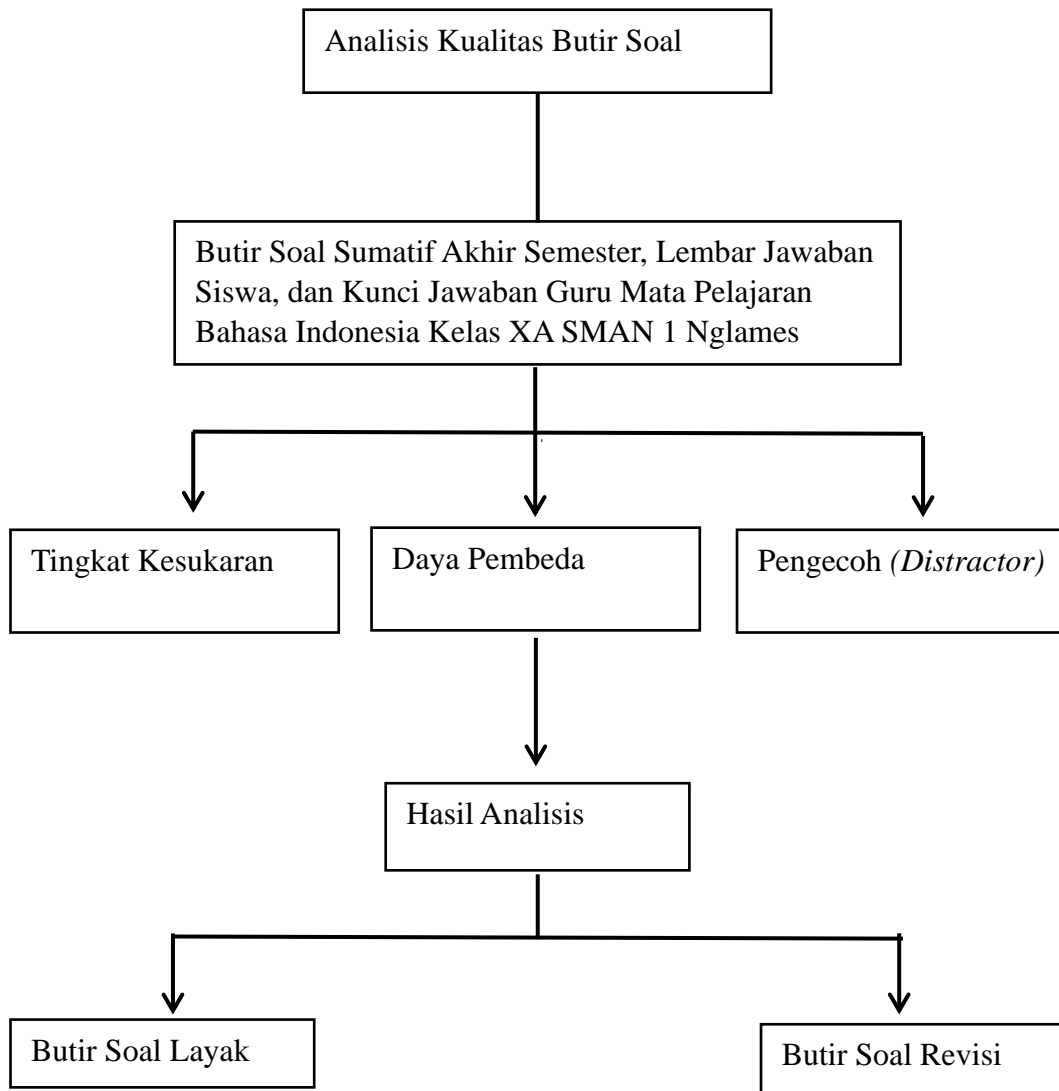 Analisis Kualitas Butir Soal
Butir Soal Sumatif Akhir Semester, Lembar Jawaban
Siswa, dan Kunci Jawaban Guru Mata Pelajaran
Bahasa Indonesia Kelas XA SMAN 1 Nglames
Tingkat Kesukaran
Daya Pembeda
Pengecoh (Distractor)
Hasil Analisis
Butir Soal Layak
Butir Soal Revisi